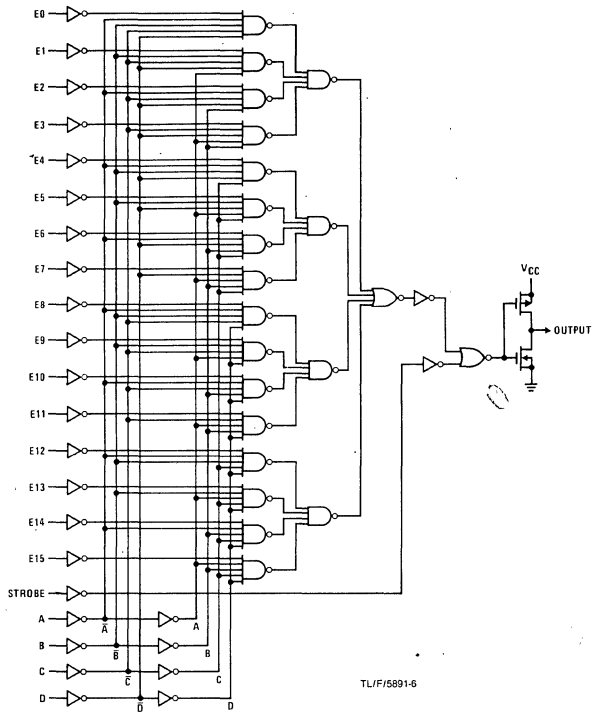 E0
E1
E2
E3
E4
E5
E6
E7
VCC
E8
OUTPUT
E9
E10
E11
E12
E13
E14
E15
STROBE
A A̅ A
B B̅ B
C C̅ C
D D̅ D
TL/F/5891-6